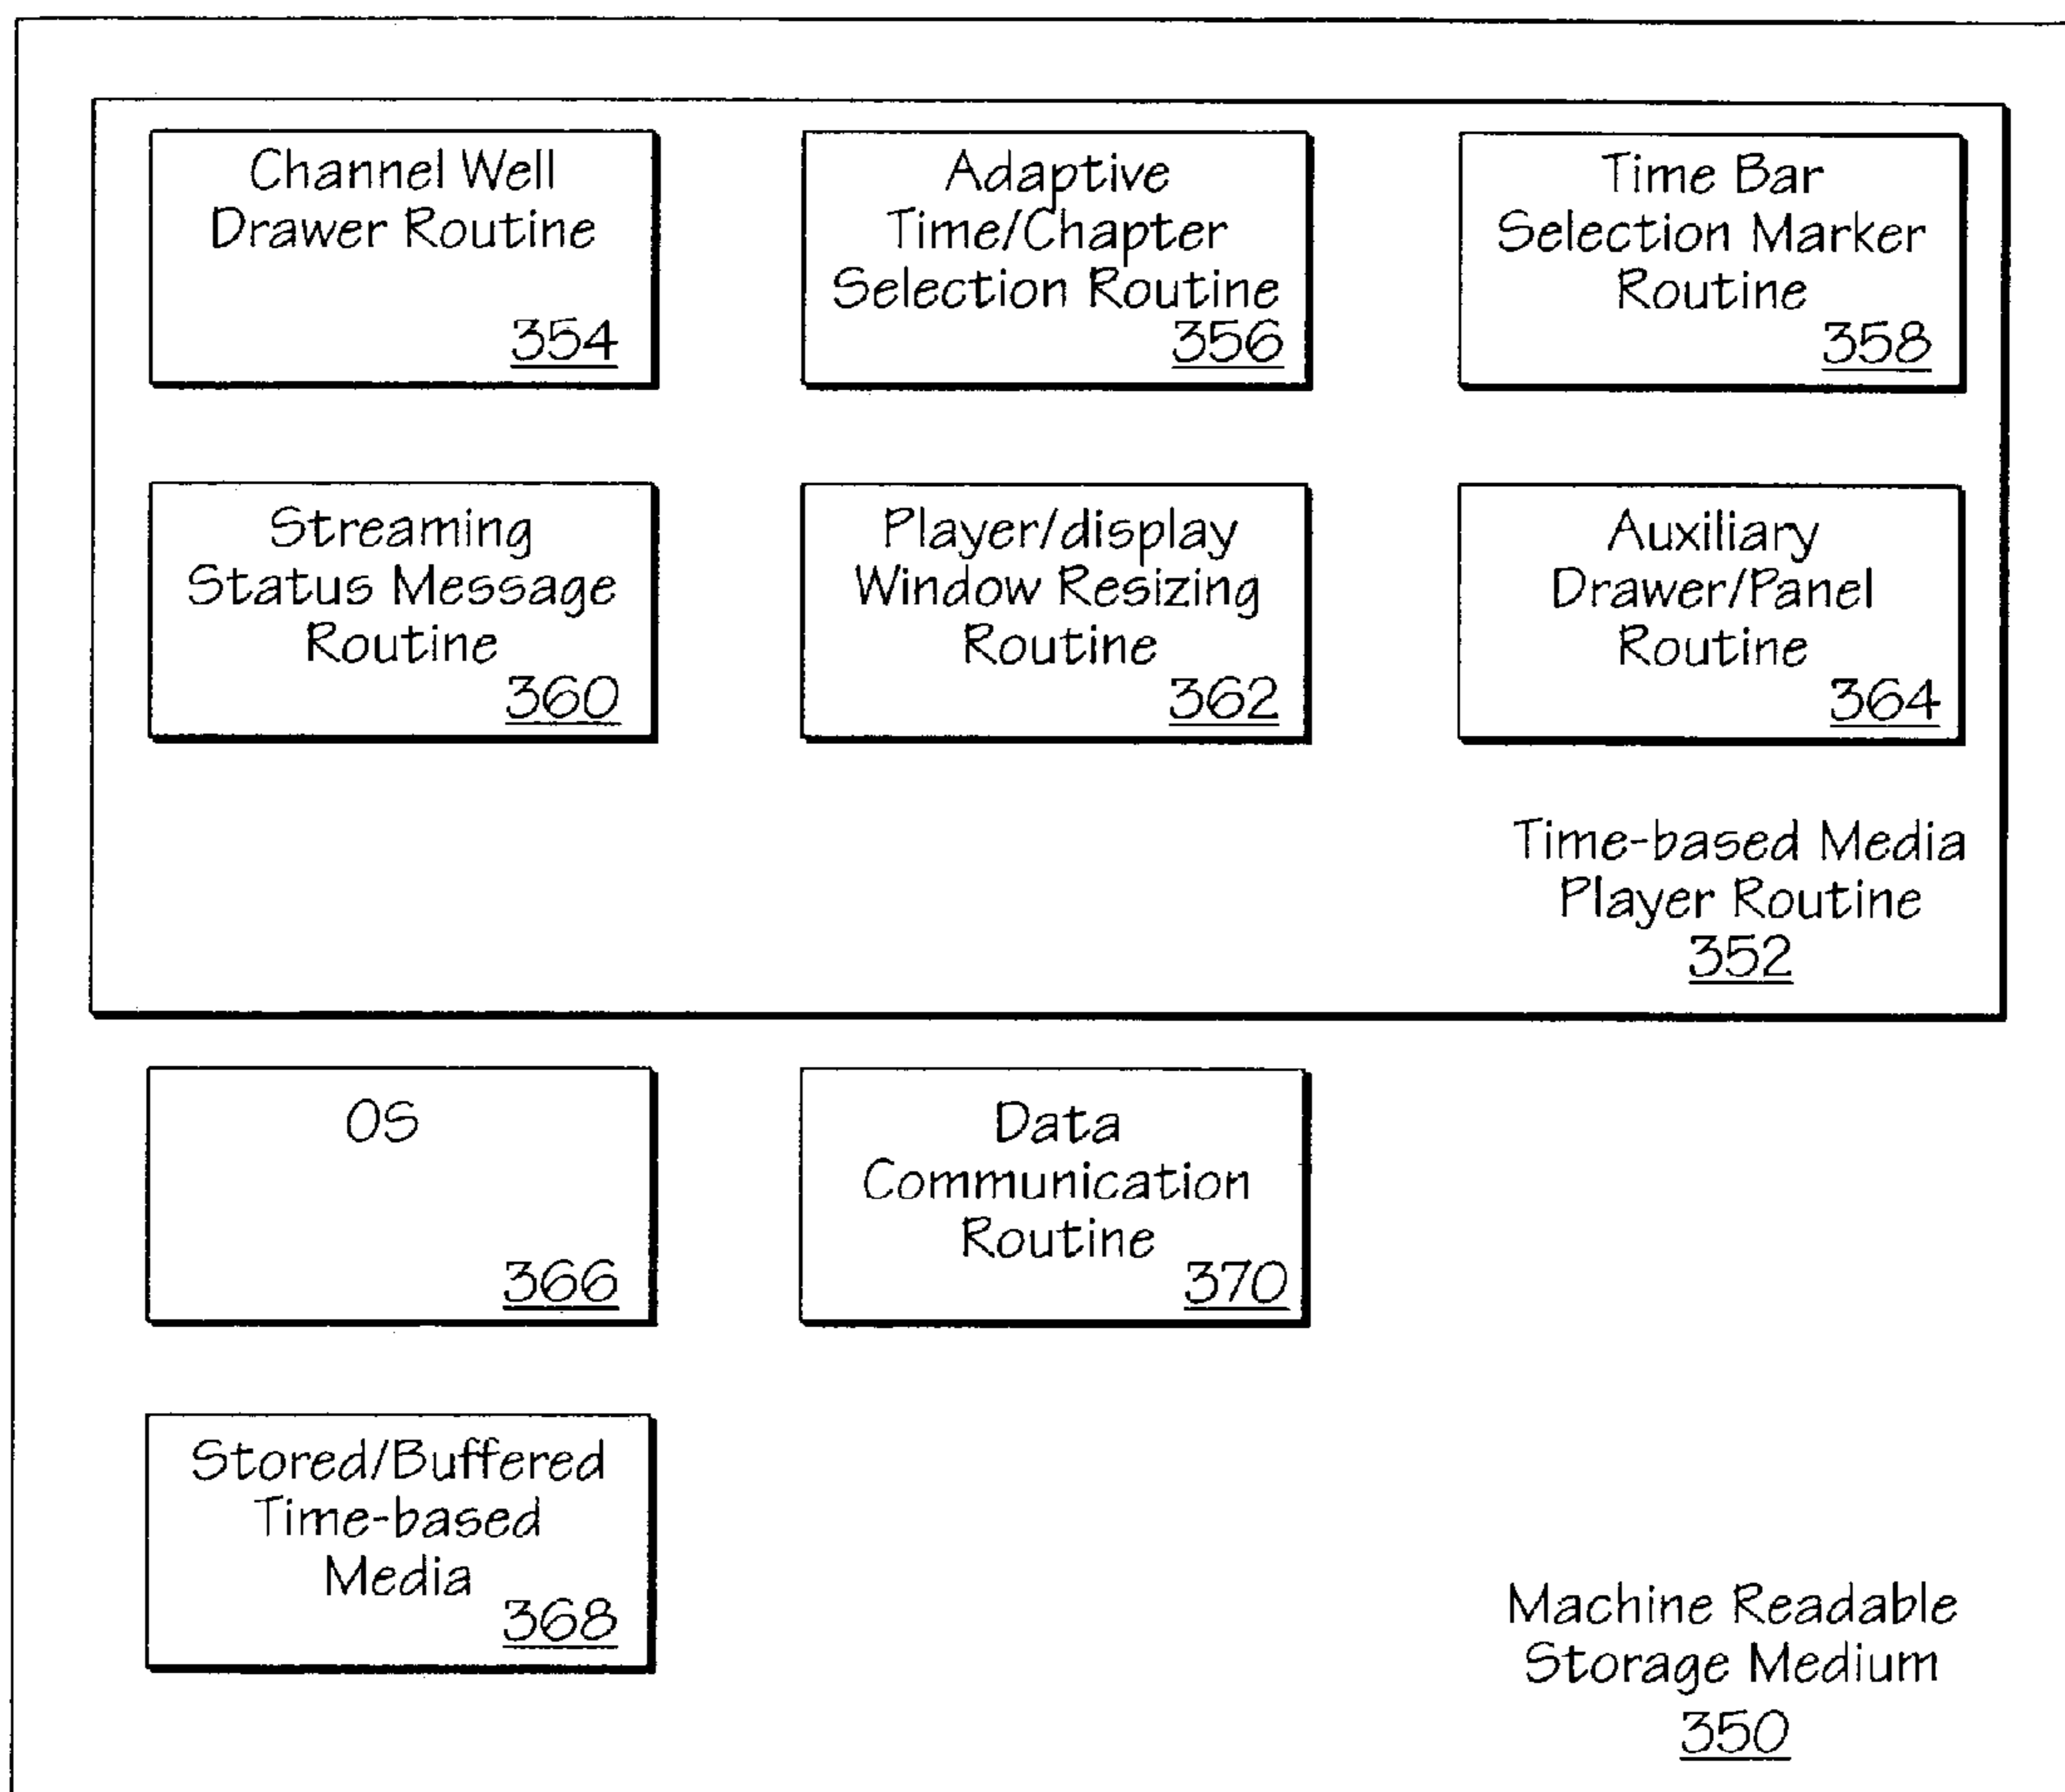 Channel Well
Drawer Routine
354
Adaptive
Time/Chapter
Selection Routine
356
Time Bar
Selection Marker
Routine
358
Streaming
Status Message
Routine
360
Player/display
Window Resizing
Routine
362
Auxiliary
Drawer/Panel
Routine
364
Time-based Media
Player Routine
352
OS
366
Data
Communication
Routine
370
Stored/Buffered
Time-based
Media
368
Machine Readable
Storage Medium
350